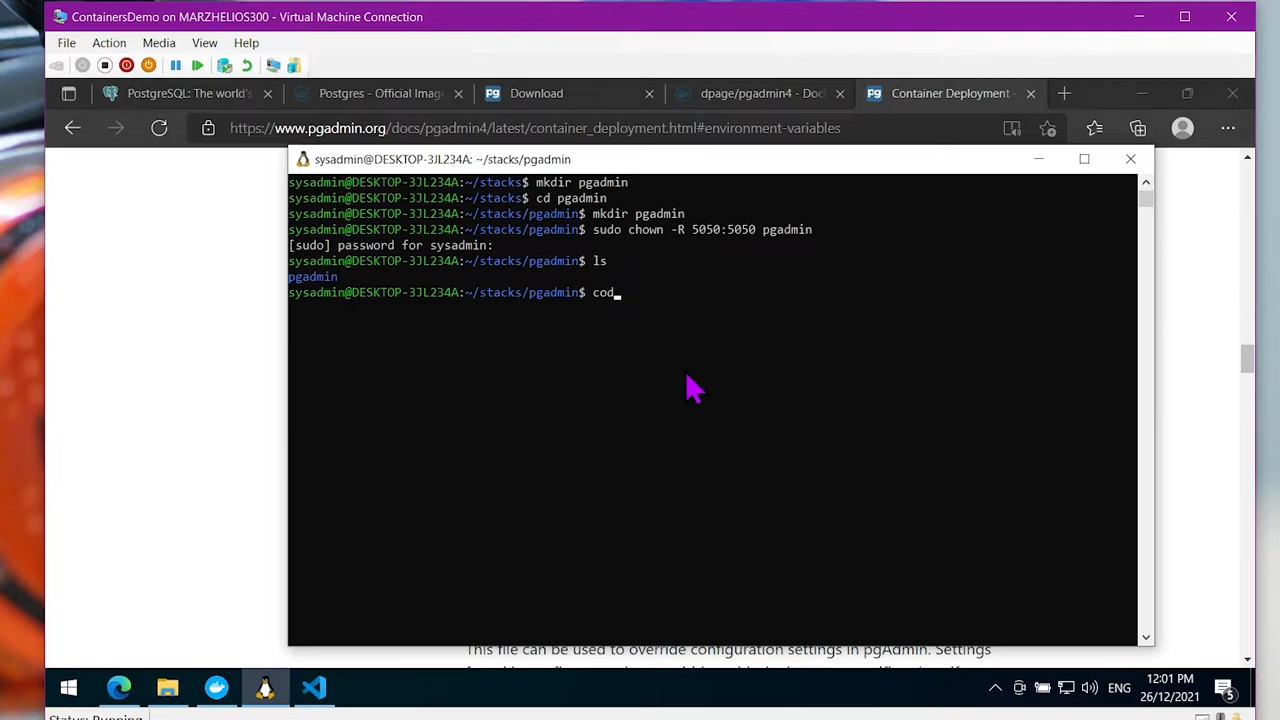 ContainersDemo on MARZHELIOS300 - Virtual Machine Connection
File Action Media View Help
PostgreSQL: The world's
Postgres - Official Imag
Download
dpage/pgadmin4 - Doc
Container Deployment -
https://www.pgadmin.org/docs/pgadmin4/latest/container_deployment.html#environment-variables
sysadmin@DESKTOP-3JL234A: ~/stacks/pgadmin
sysadmin@DESKTOP-3JL234A:~/stacks$ mkdir pgadmin
sysadmin@DESKTOP-3JL234A:~/stacks$ cd pgadmin
sysadmin@DESKTOP-3JL234A:~/stacks/pgadmin$ mkdir pgadmin
sysadmin@DESKTOP-3JL234A:~/stacks/pgadmin$ sudo chown -R 5050:5050 pgadmin
[sudo] password for sysadmin:
sysadmin@DESKTOP-3JL234A:~/stacks/pgadmin$ ls
pgadmin
sysadmin@DESKTOP-3JL234A:~/stacks/pgadmin$ cod
This file can be used to override configuration settings in pgAdmin. Settings
ENG
12:01 PM
26/12/2021
5
Status: Running